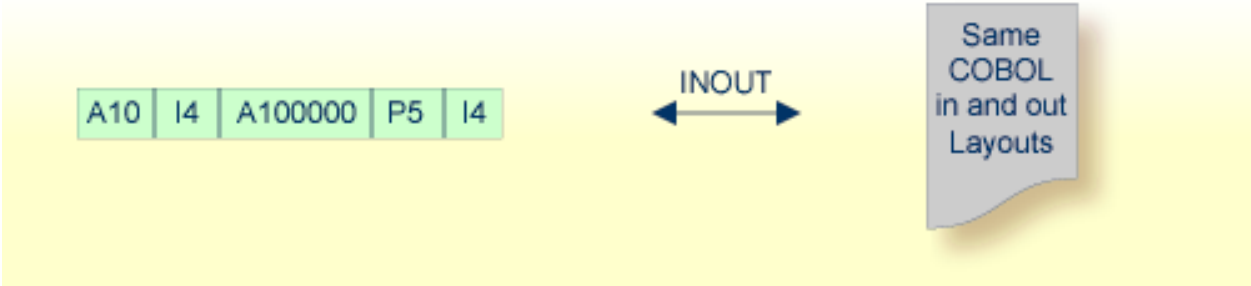 A10 I4 A100000 P5 I4
INOUT
Same
COBOL
in and out
Layouts